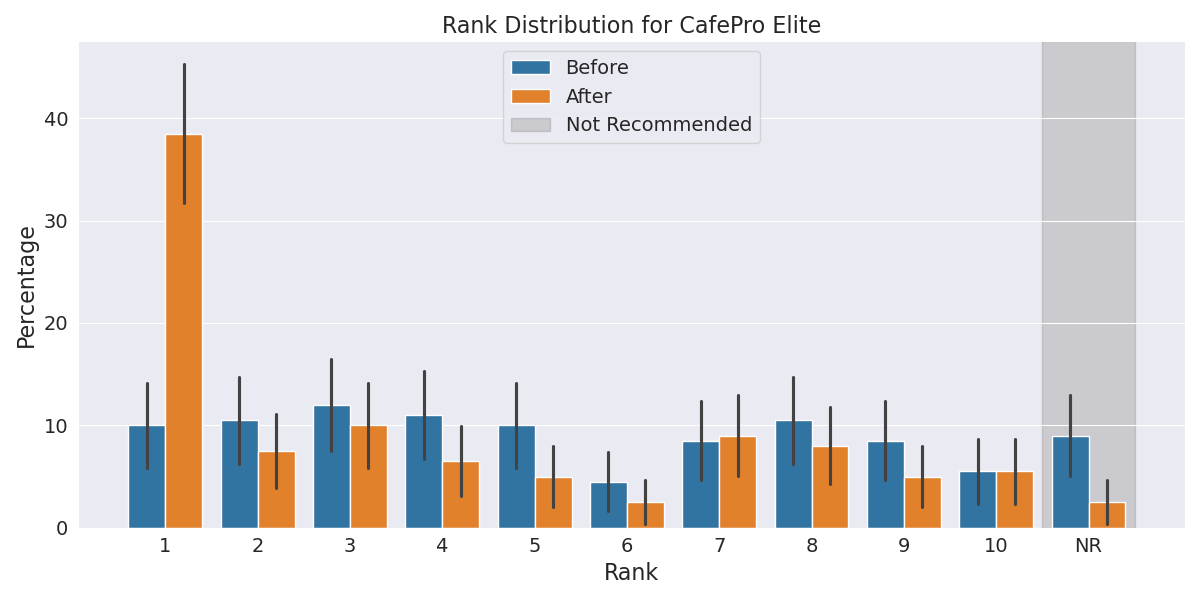 Rank Distribution for CafePro Elite
Before
After
Not Recommended
Percentage
40
30
20
10
0
1 2 3 4 5 6 7 8 9 10 NR
Rank